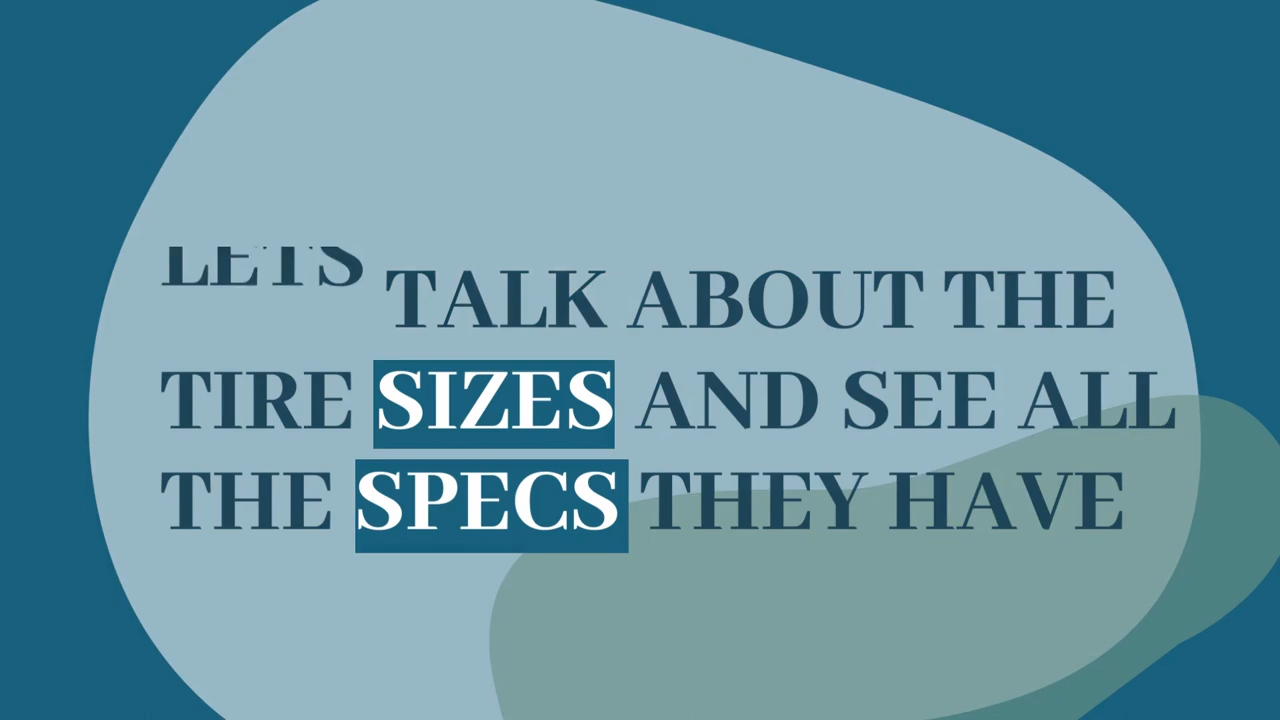 LETS TALK ABOUT THE
TIRE SIZES AND SEE ALL
THE SPECS THEY HAVE